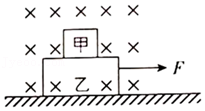 × × × × ×
× × 甲 × ×
× × 乙 × × F